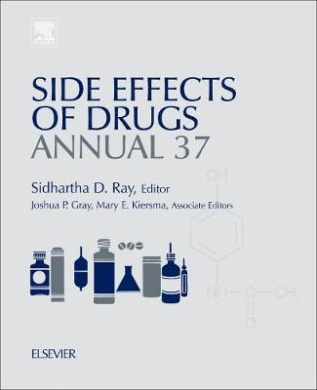 SIDE EFFECTS
OF DRUGS
ANNUAL 37
Sidhartha D. Ray, Editor
Joshua P. Gray, Mary E. Kiersma, Associate Editors
OH
NH
C
CH₃
O
ELSEVIER